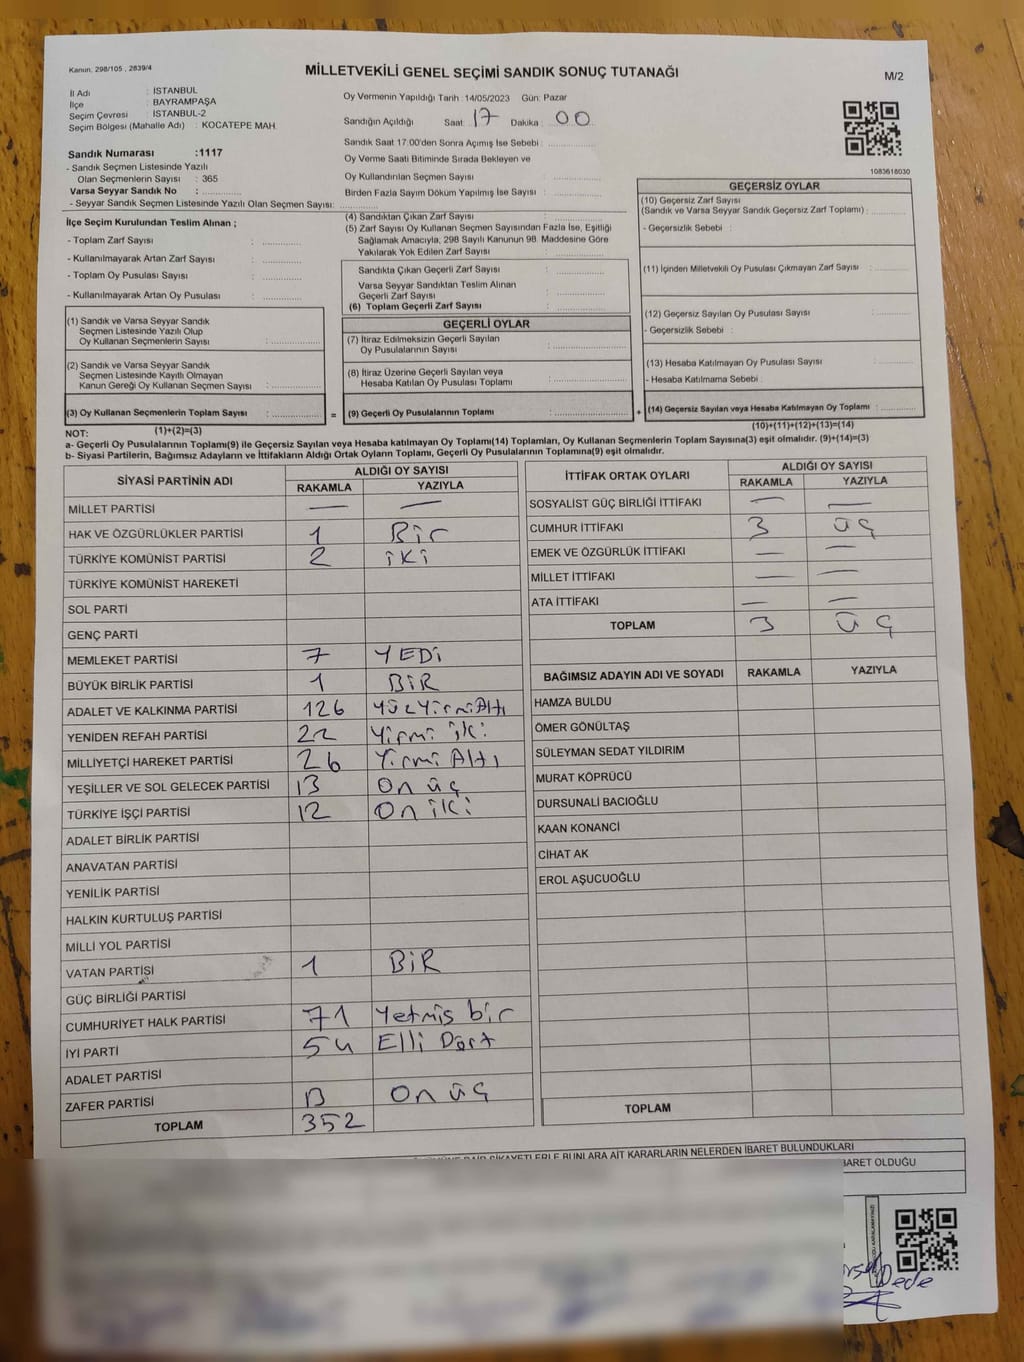 Kanun, 298/105 , 2839/4
MİLLETVEKİLİ GENEL SEÇİMİ SANDIK SONUÇ TUTANAĞI
M/2
İl Adı : İSTANBUL
İlçe : BAYRAMPAŞA
Seçim Çevresi : İSTANBUL-2
Seçim Bölgesi (Mahalle Adı) : KOCATEPE MAH.
Oy Vermenin Yapıldığı Tarih :14/05/2023 Gün: Pazar
Sandığın Açıldığı Saat : 17 Dakika : 00
Sandık Saat 17:00'den Sonra Açımış İse Sebebi :
Oy Verme Saati Bitiminde Sırada Bekleyen ve
Oy Kullandırılan Seçmen Sayısı :
Birden Fazla Sayım Döküm Yapılmış İse Sayısı :
1083618030
Sandık Numarası :1117
- Sandık Seçmen Listesinde Yazılı
Olan Seçmenlerin Sayısı : 365
Varsa Seyyar Sandık No :
- Seyyar Sandık Seçmen Listesinde Yazılı Olan Seçmen Sayısı:
İlçe Seçim Kurulundan Teslim Alınan ;
- Toplam Zarf Sayısı :
- Kullanılmayarak Artan Zarf Sayısı :
- Toplam Oy Pusulası Sayısı :
- Kullanılmayarak Artan Oy Pusulası :
(1) Sandık ve Varsa Seyyar Sandık
Seçmen Listesinde Yazılı Olup
Oy Kullanan Seçmenlerin Sayısı :
(2) Sandık ve Varsa Seyyar Sandık
Seçmen Listesinde Kayıtlı Olmayan
Kanun Gereği Oy Kullanan Seçmen Sayısı :
(3) Oy Kullanan Seçmenlerin Toplam Sayısı :
(1)+(2)=(3)
(4) Sandıktan Çıkan Zarf Sayısı :
(5) Zarf Sayısı Oy Kullanan Seçmen Sayısından Fazla İse, Eşitliği
Sağlamak Amacıyla, 298 Sayılı Kanunun 98. Maddesine Göre
Yakılarak Yok Edilen Zarf Sayısı :
Sandıkta Çıkan Geçerli Zarf Sayısı :
Varsa Seyyar Sandıktan Teslim Alınan
Geçerli Zarf Sayısı :
(6) Toplam Geçerli Zarf Sayısı :
GEÇERLİ OYLAR
(7) İtiraz Edilmeksizin Geçerli Sayılan
Oy Pusulalarının Sayısı :
(8) İtiraz Üzerine Geçerli Sayılan veya
Hesaba Katılan Oy Pusulası Toplamı :
= (9) Geçerli Oy Pusulalarının Toplamı :
GEÇERSİZ OYLAR
(10) Geçersiz Zarf Sayısı
(Sandık ve Varsa Seyyar Sandık Geçersiz Zarf Toplamı) :
- Geçersizlik Sebebi :
(11) İçinden Milletvekili Oy Pusulası Çıkmayan Zarf Sayısı :
(12) Geçersiz Sayılan Oy Pusulası Sayısı :
- Geçersizlik Sebebi :
(13) Hesaba Katılmayan Oy Pusulası Sayısı :
- Hesaba Katılmama Sebebi :
+ (14) Geçersiz Sayılan veya Hesaba Katılmayan Oy Toplamı :
(10)+(11)+(12)+(13)=(14)
NOT:
a- Geçerli Oy Pusulalarının Toplamı(9) ile Geçersiz Sayılan veya Hesaba katılmayan Oy Toplamı(14) Toplamları, Oy Kullanan Seçmenlerin Toplam Sayısına(3) eşit olmalıdır. (9)+(14)=(3)
b- Siyasi Partilerin, Bağımsız Adayların ve İttifakların Aldığı Ortak Oyların Toplamı, Geçerli Oy Pusulalarının Toplamına(9) eşit olmalıdır.
SİYASİ PARTİNİN ADI ALDIĞI OY SAYISI
RAKAMLA YAZIYLA
MİLLET PARTİSİ — —
HAK VE ÖZGÜRLÜKLER PARTİSİ 1 Bir
TÜRKİYE KOMÜNİST PARTİSİ 2 iKi
TÜRKİYE KOMÜNİST HAREKETİ
SOL PARTİ
GENÇ PARTİ
MEMLEKET PARTİSİ 7 YEDİ
BÜYÜK BİRLİK PARTİSİ 1 BİR
ADALET VE KALKINMA PARTİSİ 126 YüzYirmiAltı
YENİDEN REFAH PARTİSİ 22 Yirmi iki
MİLLİYETÇİ HAREKET PARTİSİ 26 Yirmi Altı
YEŞİLLER VE SOL GELECEK PARTİSİ 13 On üç
TÜRKİYE İŞÇİ PARTİSİ 12 On iki
ADALET BİRLİK PARTİSİ
ANAVATAN PARTİSİ
YENİLİK PARTİSİ
HALKIN KURTULUŞ PARTİSİ
MİLLİ YOL PARTİSİ
VATAN PARTİSİ 1 BİR
GÜÇ BİRLİĞİ PARTİSİ
CUMHURİYET HALK PARTİSİ 71 Yetmiş bir
İYİ PARTİ 54 Elli Dört
ADALET PARTİSİ
ZAFER PARTİSİ 13 On üç
TOPLAM 352
İTTİFAK ORTAK OYLARI ALDIĞI OY SAYISI
RAKAMLA YAZIYLA
SOSYALİST GÜÇ BİRLİĞİ İTTİFAKI — —
CUMHUR İTTİFAKI 3 üç
EMEK VE ÖZGÜRLÜK İTTİFAKI — —
MİLLET İTTİFAKI — —
ATA İTTİFAKI — —
TOPLAM 3 üç
BAĞIMSIZ ADAYIN ADI VE SOYADI RAKAMLA YAZIYLA
HAMZA BULDU
ÖMER GÖNÜLTAŞ
SÜLEYMAN SEDAT YILDIRIM
MURAT KÖPRÜCÜ
DURSUNALİ BACIOĞLU
KAAN KONANCİ
CİHAT AK
EROL AŞUCUOĞLU
TOPLAM
BUNLARA AİT KARARLARIN NELERDEN İBARET BULUNDUKLARI
OLDUĞU
Dede